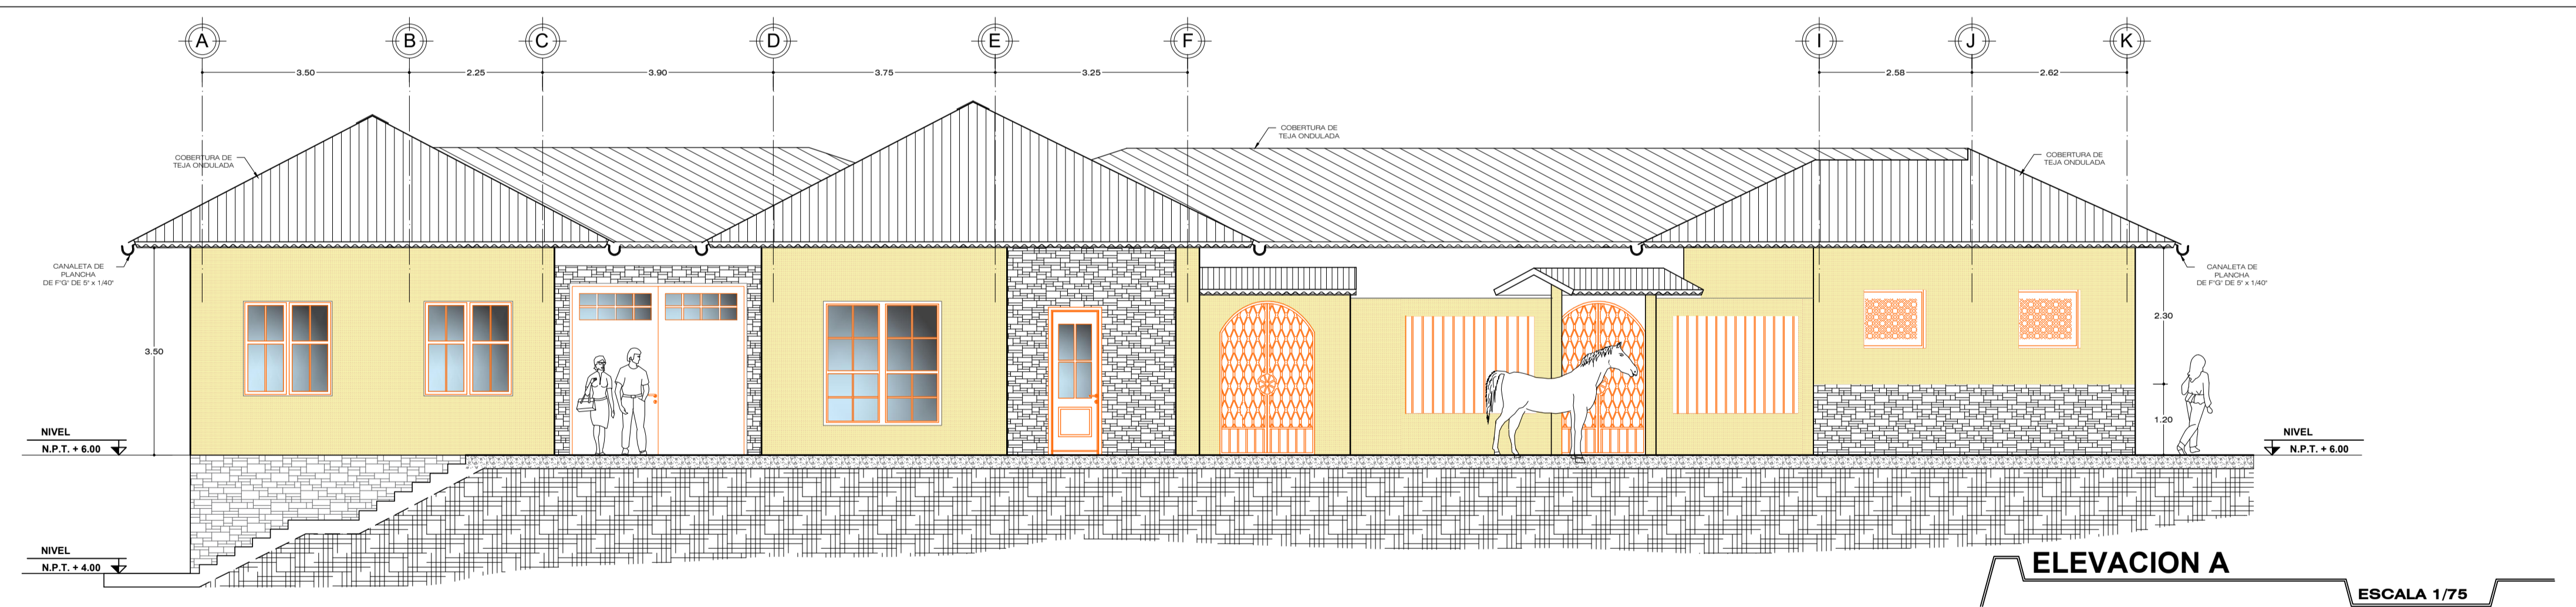 A B C D E F I J K
3.50 2.25 3.90 3.75 3.25 2.58 2.62
COBERTURA DE
TEJA ONDULADA
COBERTURA DE
TEJA ONDULADA
COBERTURA DE
TEJA ONDULADA
CANALETA DE
PLANCHA
DE F°G° DE 5" x 1/40"
CANALETA DE
PLANCHA
DE F°G° DE 5" x 1/40"
2.30
3.50
1.20
NIVEL
N.P.T. + 6.00
NIVEL
N.P.T. + 6.00
NIVEL
N.P.T. + 4.00
ELEVACION A
ESCALA 1/75